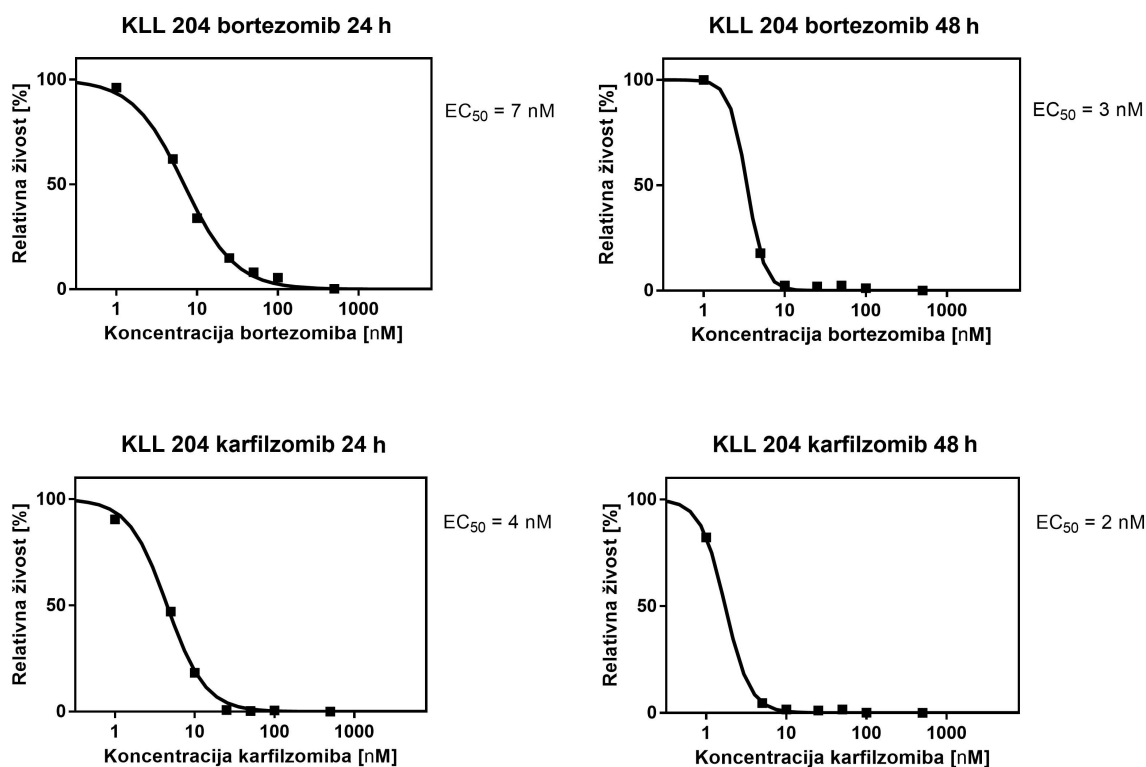 KLL 204 bortezomib 24 h
Relativna živost [%]
100
50
0
1
10
100
1000
Koncentracija bortezomiba [nM]
EC50 = 7 nM
KLL 204 bortezomib 48 h
Relativna živost [%]
100
50
0
1
10
100
1000
Koncentracija bortezomiba [nM]
EC50 = 3 nM
KLL 204 karfilzomib 24 h
Relativna živost [%]
100
50
0
1
10
100
1000
Koncentracija karfilzomiba [nM]
EC50 = 4 nM
KLL 204 karfilzomib 48 h
Relativna živost [%]
100
50
0
1
10
100
1000
Koncentracija karfilzomiba [nM]
EC50 = 2 nM